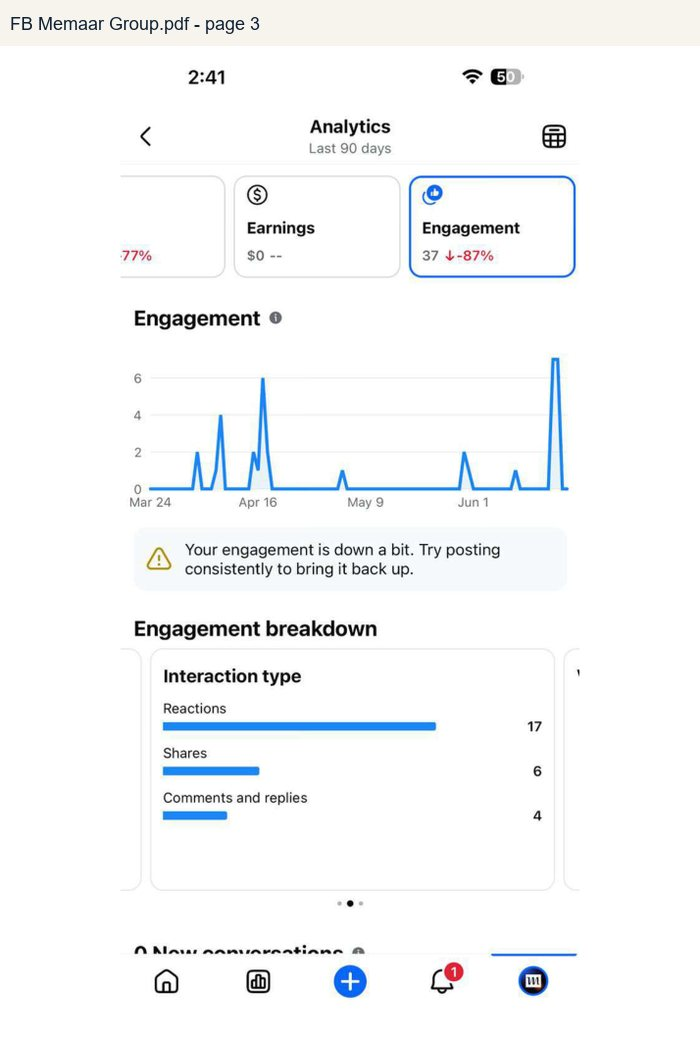 FB Memaar Group.pdf - page 3
2:41
50
Analytics
Last 90 days
77%
Earnings
$0 --
Engagement
37 ↓-87%
Engagement
6
4
2
0
Mar 24 Apr 16 May 9 Jun 1
Your engagement is down a bit. Try posting
consistently to bring it back up.
Engagement breakdown
Interaction type
Reactions
17
Shares
6
Comments and replies
4
0 New conversations
1